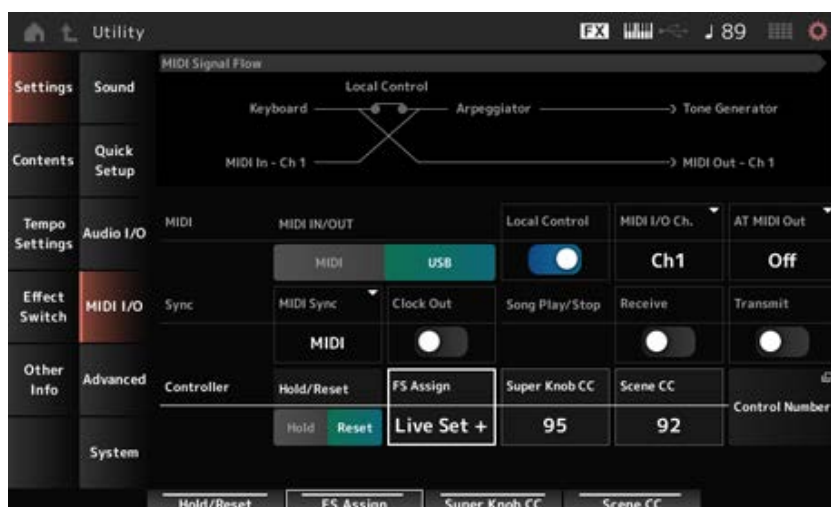 Utility FX ♩ 89
MIDI Signal Flow
Settings Sound
Local Control
Keyboard Arpeggiator Tone Generator
Contents Quick Setup
MIDI In - Ch 1 MIDI Out - Ch 1
Tempo Settings Audio I/O
MIDI MIDI IN/OUT Local Control MIDI I/O Ch. AT MIDI Out
MIDI USB Ch1 Off
Effect Switch MIDI I/O
Sync MIDI Sync Clock Out Song Play/Stop Receive Transmit
MIDI
Other Info Advanced
Controller Hold/Reset FS Assign Super Knob CC Scene CC Control Number
Hold Reset Live Set + 95 92
System
Hold/Reset FS Assign Super Knob CC Scene CC